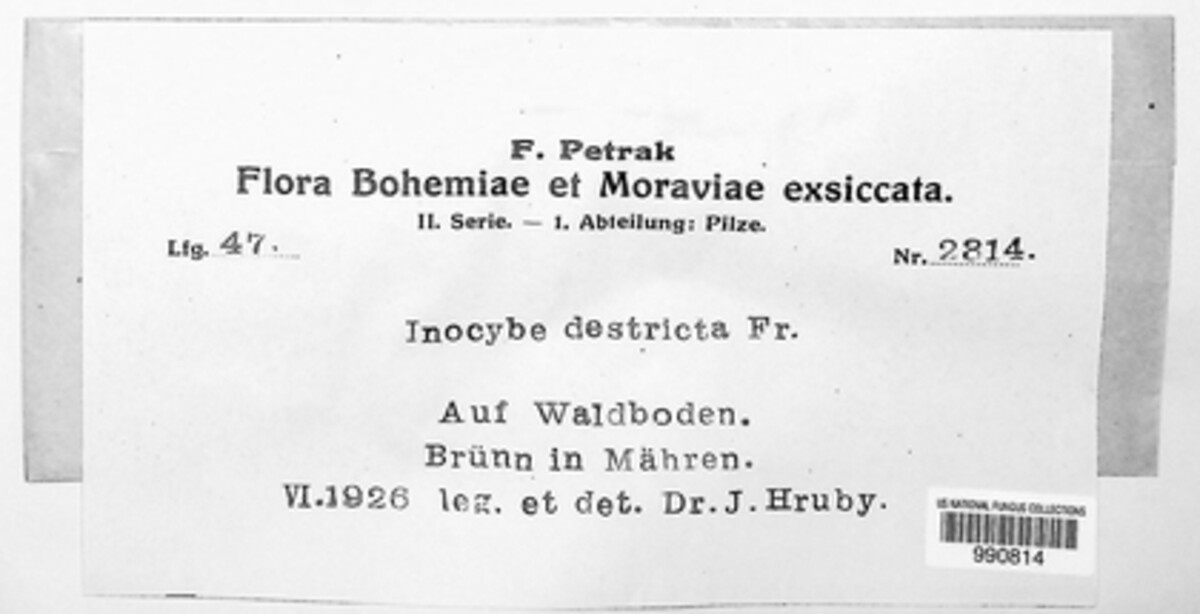 F. Petrak
Flora Bohemiae et Moraviae exsiccata.
II. Serie. — 1. Abteilung: Pilze.
Lfg. 47.
Nr. 2814.
Inocybe destricta Fr.
Auf Waldboden.
Brünn in Mähren.
VI.1926 leg. et det. Dr. J. Hruby.
US NATIONAL FUNGUS COLLECTIONS
990814